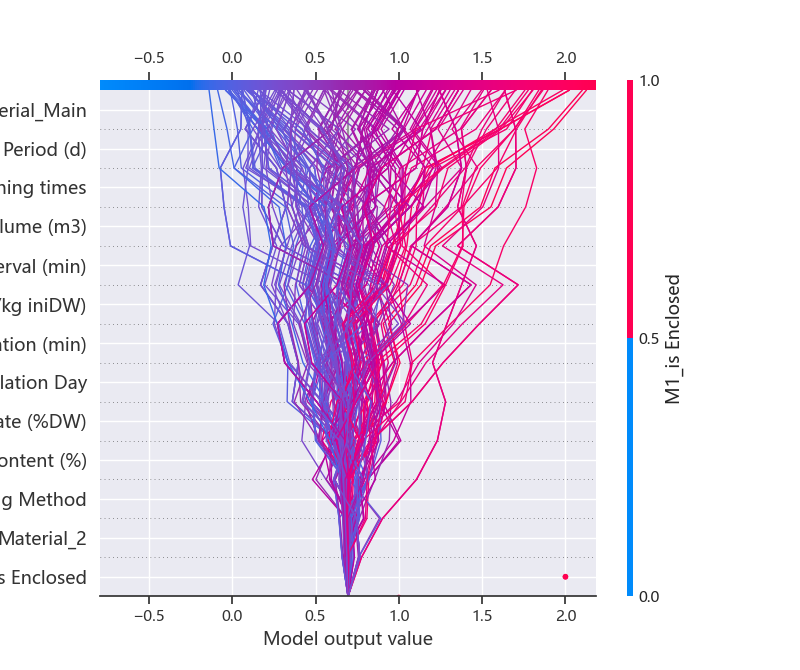 −0.5 0.0 0.5 1.0 1.5 2.0
erial_Main
Period (d)
ning times
lume (m3)
erval (min)
/kg iniDW)
ation (min)
lation Day
ate (%DW)
ontent (%)
g Method
Material_2
s Enclosed
−0.5 0.0 0.5 1.0 1.5 2.0
Model output value
1.0
0.5
0.0
M1_is Enclosed